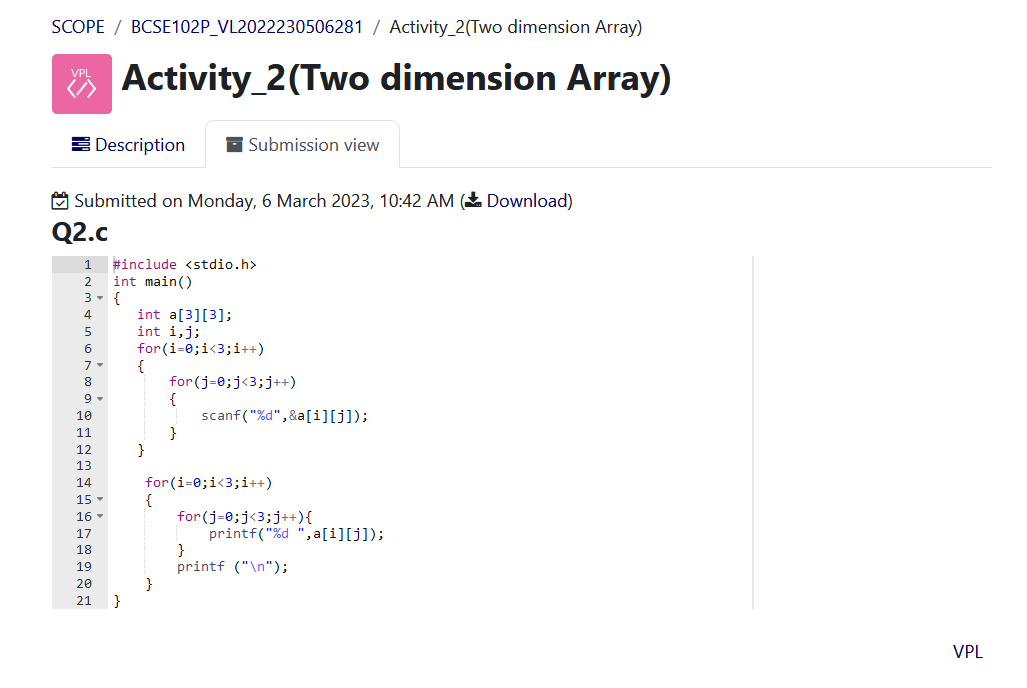 SCOPE / BCSE102P_VL2022230506281 / Activity_2(Two dimension Array)
VPL
</>
Activity_2(Two dimension Array)
Description
Submission view
Submitted on Monday, 6 March 2023, 10:42 AM (Download)
Q2.c
1 #include <stdio.h>
2 int main()
3 {
4    int a[3][3];
5    int i,j;
6    for(i=0;i<3;i++)
7    {
8        for(j=0;j<3;j++)
9        {
10            scanf("%d",&a[i][j]);
11        }
12    }
13
14     for(i=0;i<3;i++)
15     {
16         for(j=0;j<3;j++){
17             printf("%d ",a[i][j]);
18         }
19         printf ("\n");
20     }
21 }
VPL